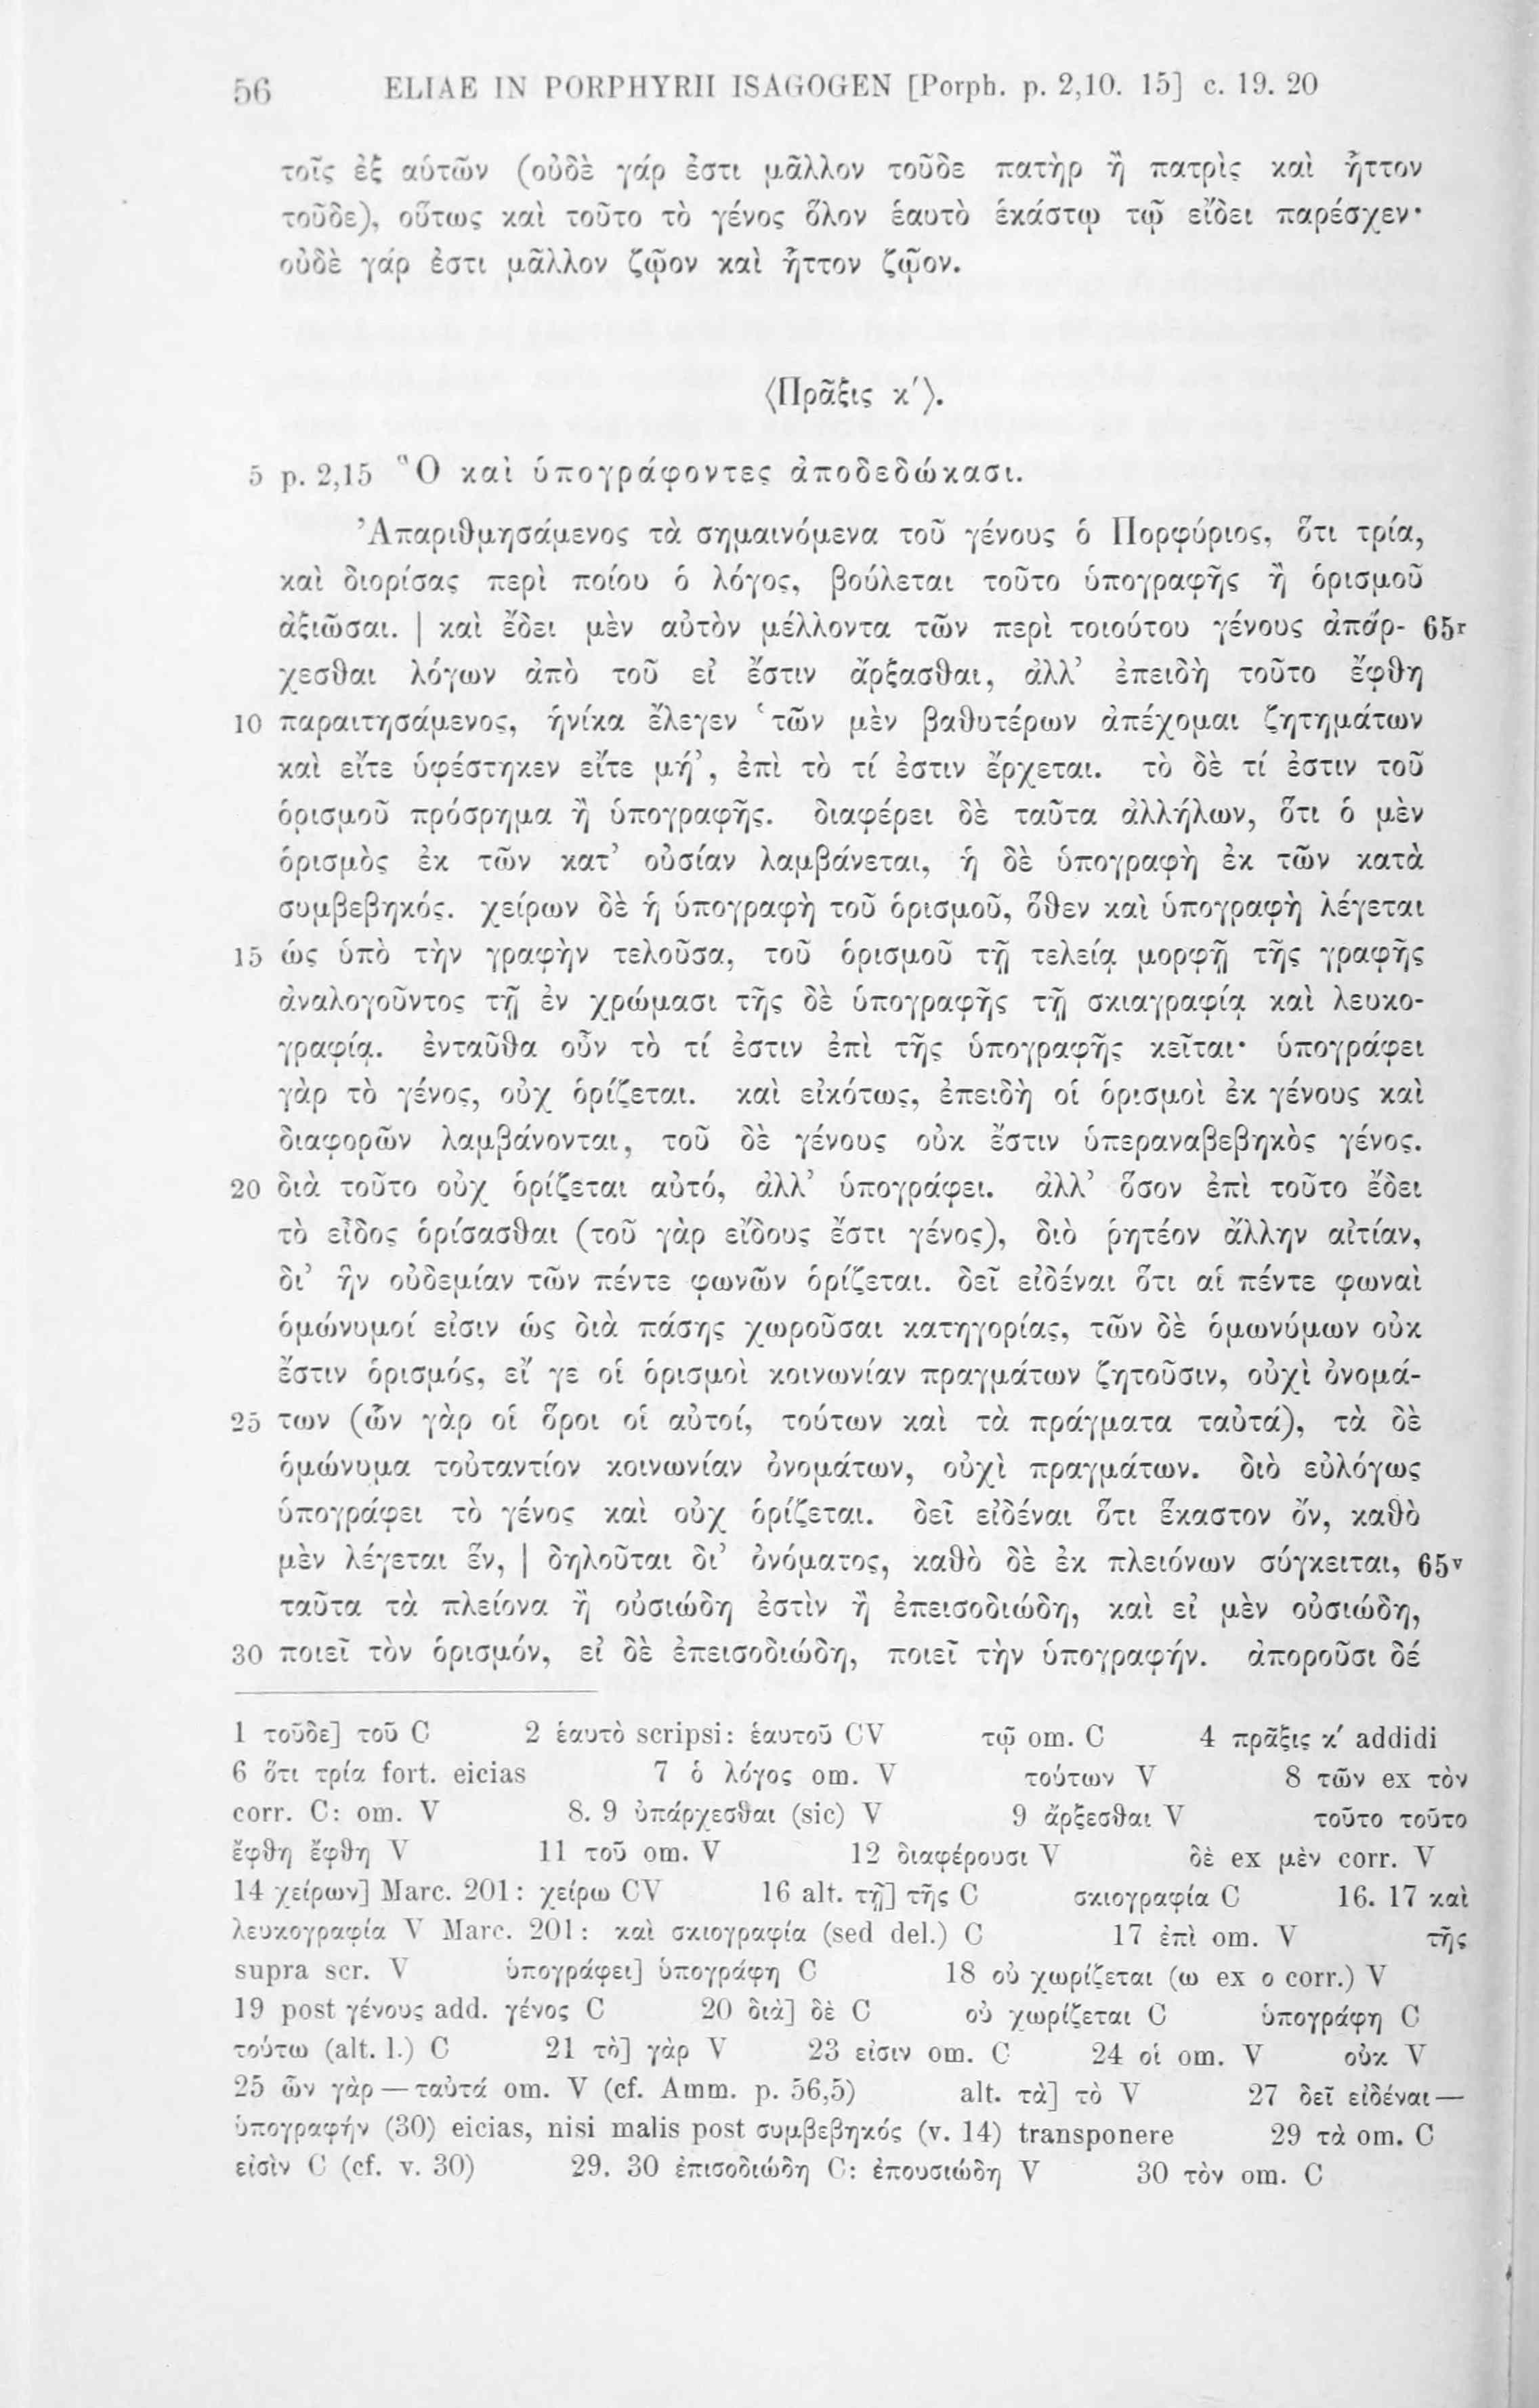 56 ELIAE IN PORPHYRII ISAGOGEN [Porph. p. 2,10. 15] c. 19. 20
τοῖς ἐξ αὑτῶν (οὐδὲ γάρ ἐστι μᾶλλον τοῦδε πατὴρ ἢ πατρὶς καὶ ἧττον
τοῦδε), οὕτως καὶ τοῦτο τὸ γένος ὅλον ἑαυτὸ ἑκάστῳ τῷ εἴδει παρέσχεν·
οὐδὲ γάρ ἐστι μᾶλλον ζῷον καὶ ἧττον ζῷον.
⟨Πρᾶξις κ′⟩.
5 p. 2,15 Ὃ καὶ ὑπογράφοντες ἀποδεδώκασι.
Ἀπαριθμησάμενος τὰ σημαινόμενα τοῦ γένους ὁ Πορφύριος, ὅτι τρία,
καὶ διορίσας περὶ ποίου ὁ λόγος, βούλεται τοῦτο ὑπογραφῆς ἢ ὁρισμοῦ
ἀξιῶσαι. | καὶ ἔδει μὲν αὐτὸν μέλλοντα τῶν περὶ τοιούτου γένους ἀπάρ- 65r
χεσθαι λόγων ἀπὸ τοῦ εἰ ἔστιν ἄρξασθαι, ἀλλ’ ἐπειδὴ τοῦτο ἔφθη
10 παραιτησάμενος, ἡνίκα ἔλεγεν ‘τῶν μὲν βαθυτέρων ἀπέχομαι ζητημάτων
καὶ εἴτε ὑφέστηκεν εἴτε μή’, ἐπὶ τὸ τί ἐστιν ἔρχεται. τὸ δὲ τί ἐστιν τοῦ
ὁρισμοῦ πρόσρημα ἢ ὑπογραφῆς. διαφέρει δὲ ταῦτα ἀλλήλων, ὅτι ὁ μὲν
ὁρισμὸς ἐκ τῶν κατ’ οὐσίαν λαμβάνεται, ἡ δὲ ὑπογραφὴ ἐκ τῶν κατὰ
συμβεβηκός. χείρων δὲ ἡ ὑπογραφὴ τοῦ ὁρισμοῦ, ὅθεν καὶ ὑπογραφὴ λέγεται
15 ὡς ὑπὸ τὴν γραφὴν τελοῦσα, τοῦ ὁρισμοῦ τῇ τελείᾳ μορφῇ τῆς γραφῆς
ἀναλογοῦντος τῇ ἐν χρώμασι τῆς δὲ ὑπογραφῆς τῇ σκιαγραφίᾳ καὶ λευκο-
γραφίᾳ. ἐνταῦθα οὖν τὸ τί ἐστιν ἐπὶ τῆς ὑπογραφῆς κεῖται· ὑπογράφει
γὰρ τὸ γένος, οὐχ ὁρίζεται. καὶ εἰκότως, ἐπειδὴ οἱ ὁρισμοὶ ἐκ γένους καὶ
διαφορῶν λαμβάνονται, τοῦ δὲ γένους οὐκ ἔστιν ὑπεραναβεβηκὸς γένος.
20 διὰ τοῦτο οὐχ ὁρίζεται αὐτό, ἀλλ’ ὑπογράφει. ἀλλ’ ὅσον ἐπὶ τοῦτο ἔδει
τὸ εἶδος ὁρίσασθαι (τοῦ γὰρ εἴδους ἔστι γένος), διὸ ῥητέον ἄλλην αἰτίαν,
δι’ ἣν οὐδεμίαν τῶν πέντε φωνῶν ὁρίζεται. δεῖ εἰδέναι ὅτι αἱ πέντε φωναὶ
ὁμώνυμοί εἰσιν ὡς διὰ πάσης χωροῦσαι κατηγορίας, τῶν δὲ ὁμωνύμων οὐκ
ἔστιν ὁρισμός, εἴ γε οἱ ὁρισμοὶ κοινωνίαν πραγμάτων ζητοῦσιν, οὐχὶ ὀνομά-
25 των (ὧν γὰρ οἱ ὅροι οἱ αὐτοί, τούτων καὶ τὰ πράγματα ταὐτά), τὰ δὲ
ὁμώνυμα τοὐταντίον κοινωνίαν ὀνομάτων, οὐχὶ πραγμάτων. διὸ εὐλόγως
ὑπογράφει τὸ γένος καὶ οὐχ ὁρίζεται. δεῖ εἰδέναι ὅτι ἕκαστον ὄν, καθὸ
μὲν λέγεται ἕν, | δηλοῦται δι’ ὀνόματος, καθὸ δὲ ἐκ πλειόνων σύγκειται, 65v
ταῦτα τὰ πλείονα ἢ οὐσιώδη ἐστὶν ἢ ἐπεισοδιώδη, καὶ εἰ μὲν οὐσιώδη,
30 ποιεῖ τὸν ὁρισμόν, εἰ δὲ ἐπεισοδιώδη, ποιεῖ τὴν ὑπογραφήν. ἀποροῦσι δέ
1 τοῦδε] τοῦ C 2 ἑαυτὸ scripsi: ἑαυτοῦ CV τῷ om. C 4 πρᾶξις κ′ addidi
6 ὅτι τρία fort. eicias 7 ὁ λόγος om. V τούτων V 8 τῶν ex τὸν
corr. C: om. V 8. 9 ὑπάρχεσθαι (sic) V 9 ἄρξεσθαι V τοῦτο τοῦτο
ἔφθη ἔφθη V 11 τοῦ om. V 12 διαφέρουσι V δὲ ex μὲν corr. V
14 χείρων] Marc. 201: χείρω CV 16 alt. τῇ] τῆς C σκιογραφία C 16. 17 καὶ
λευκογραφία V Marc. 201: καὶ σκιογραφία (sed del.) C 17 ἐπὶ om. V τῆς
supra scr. V ὑπογράφει] ὑπογράφη C 18 οὐ χωρίζεται (ω ex ο corr.) V
19 post γένους add. γένος C 20 διὰ] δὲ C οὐ χωρίζεται C ὑπογράφη C
τούτω (alt. l.) C 21 τὸ] γὰρ V 23 εἰσιν om. C 24 οἱ om. V οὐκ V
25 ὧν γὰρ — ταὐτά om. V (cf. Amm. p. 56,5) alt. τὰ] τὸ V 27 δεῖ εἰδέναι —
ὑπογραφήν (30) eicias, nisi malis post συμβεβηκός (v. 14) transponere 29 τὰ om. C
εἰσὶν C (cf. v. 30) 29. 30 ἐπισοδιώδη C: ἐπουσιώδη V 30 τὸν om. C